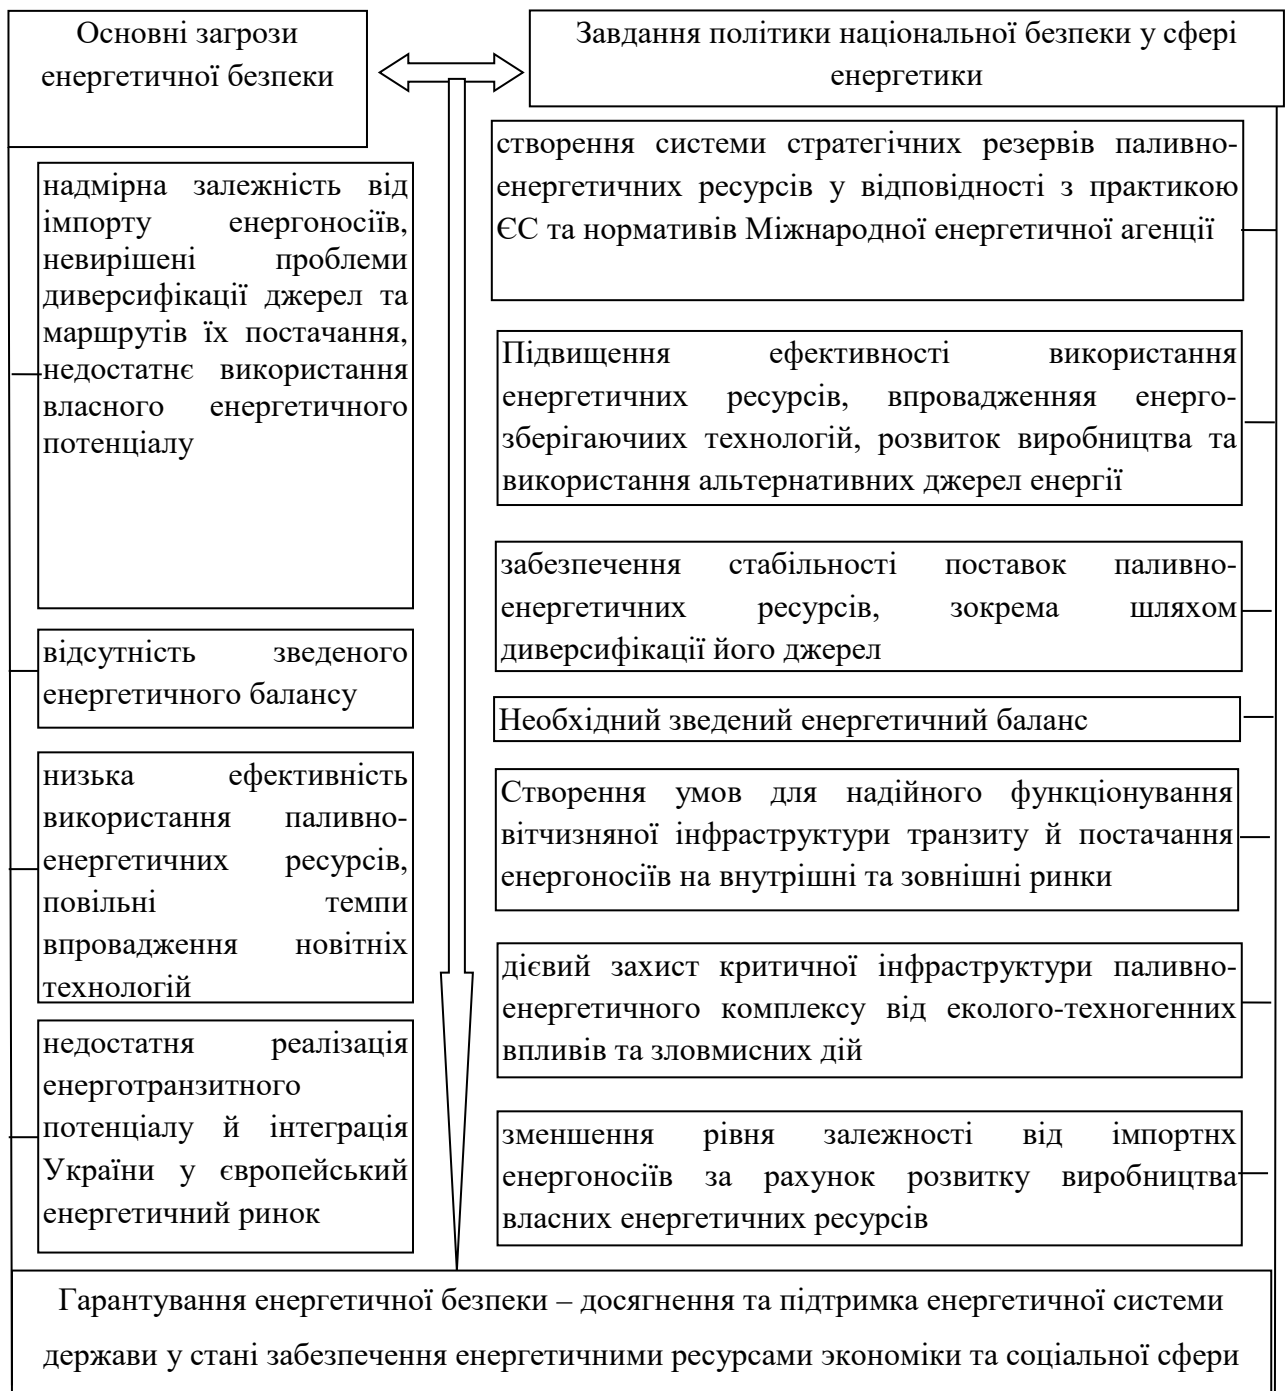 Основні загрози
енергетичної безпеки
Завдання політики національної безпеки у сфері
енергетики
надмірна залежність від
імпорту енергоносіїв,
невирішені проблеми
диверсифікації джерел та
маршрутів їх постачання,
недостатнє використання
власного енергетичного
потенціалу
відсутність зведеного
енергетичного балансу
низька ефективність
використання паливно-
енергетичних ресурсів,
повільні темпи
впровадження новітніх
технологій
недостатня реалізація
енерготранзитного
потенціалу й інтеграція
України у європейський
енергетичний ринок
створення системи стратегічних резервів паливно-
енергетичних ресурсів у відповідності з практикою
ЄС та нормативів Міжнародної енергетичної агенції
Підвищення ефективності використання
енергетичних ресурсів, впровадженняя енерго-
зберігаючиих технологій, розвиток виробництва та
використання альтернативних джерел енергії
забезпечення стабільності поставок паливно-
енергетичних ресурсів, зокрема шляхом
диверсифікації його джерел
Необхідний зведений енергетичний баланс
Створення умов для надійного функціонування
вітчизняної інфраструктури транзиту й постачання
енергоносіїв на внутрішні та зовнішні ринки
дієвий захист критичної інфраструктури паливно-
енергетичного комплексу від еколого-техногенних
впливів та зловмисних дій
зменшення рівня залежності від імпортнх
енергоносіїв за рахунок розвитку виробництва
власних енергетичних ресурсів
Гарантування енергетичної безпеки – досягнення та підтримка енергетичної системи
держави у стані забезпечення енергетичними ресурсами экономіки та соціальної сфери